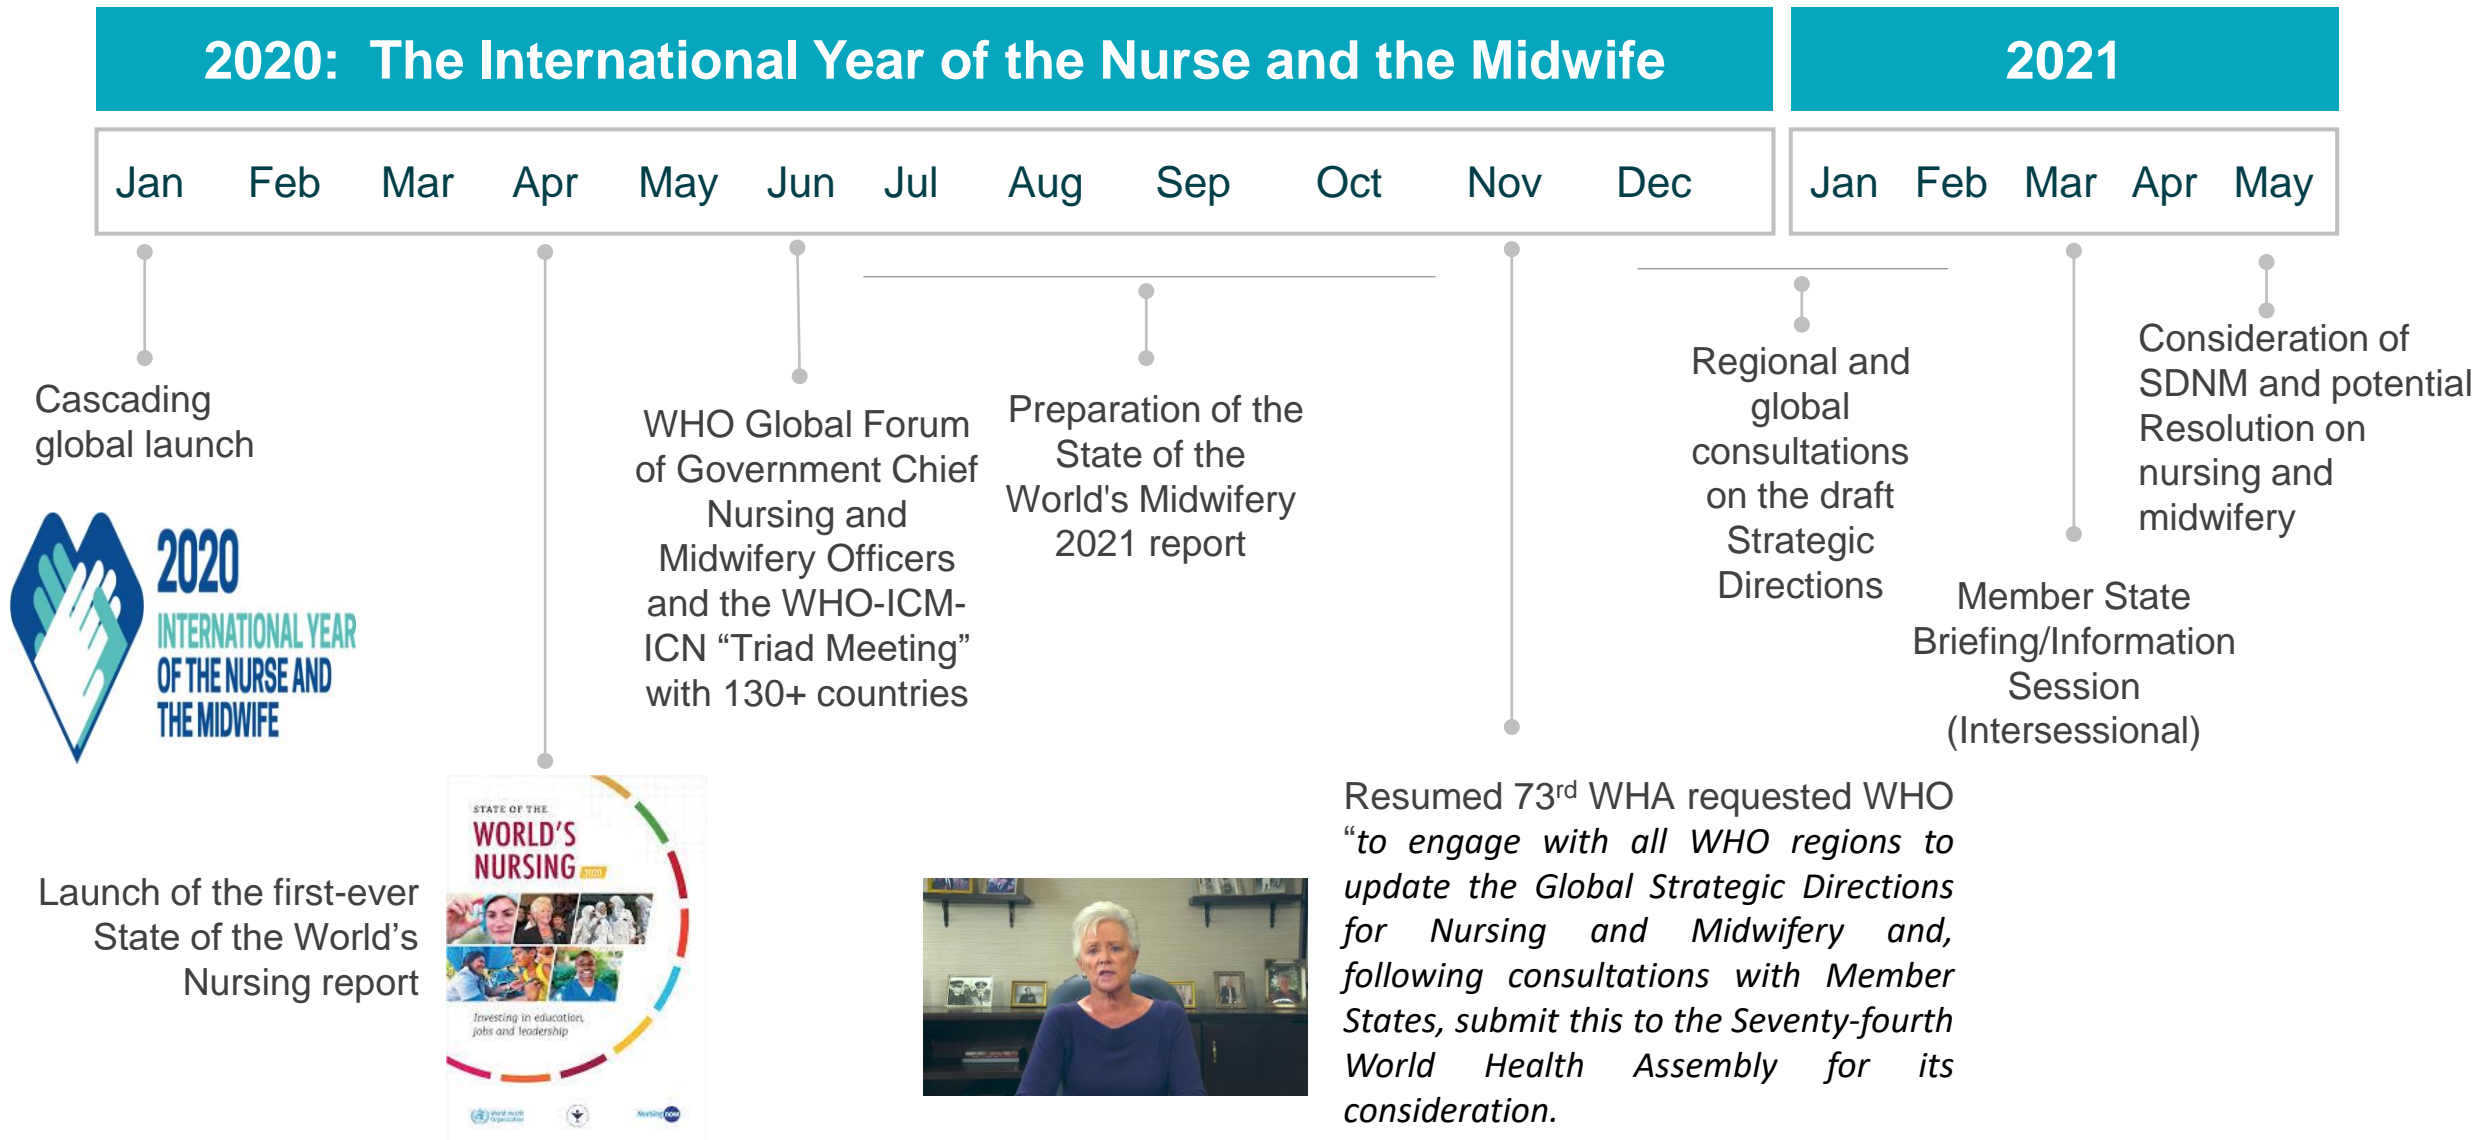 2020:  The International Year of the Nurse and the Midwife
2021
Jan Feb Mar Apr May Jun Jul Aug Sep Oct Nov Dec
Jan Feb Mar Apr May
Cascading
global launch
2020
INTERNATIONAL YEAR
OF THE NURSE AND
THE MIDWIFE
Launch of the first-ever
State of the World’s
Nursing report
STATE OF THE
WORLD’S
NURSING 2020
Investing in education,
jobs and leadership
World Health
Organization
Nursing now
WHO Global Forum
of Government Chief
Nursing and
Midwifery Officers
and the WHO-ICM-
ICN “Triad Meeting”
with 130+ countries
Preparation of the
State of the
World's Midwifery
2021 report
Resumed 73rd WHA requested WHO
“to engage with all WHO regions to
update the Global Strategic Directions
for Nursing and Midwifery and,
following consultations with Member
States, submit this to the Seventy-fourth
World Health Assembly for its
consideration.
Regional and
global
consultations
on the draft
Strategic
Directions
Member State
Briefing/Information
Session
(Intersessional)
Consideration of
SDNM and potential
Resolution on
nursing and
midwifery